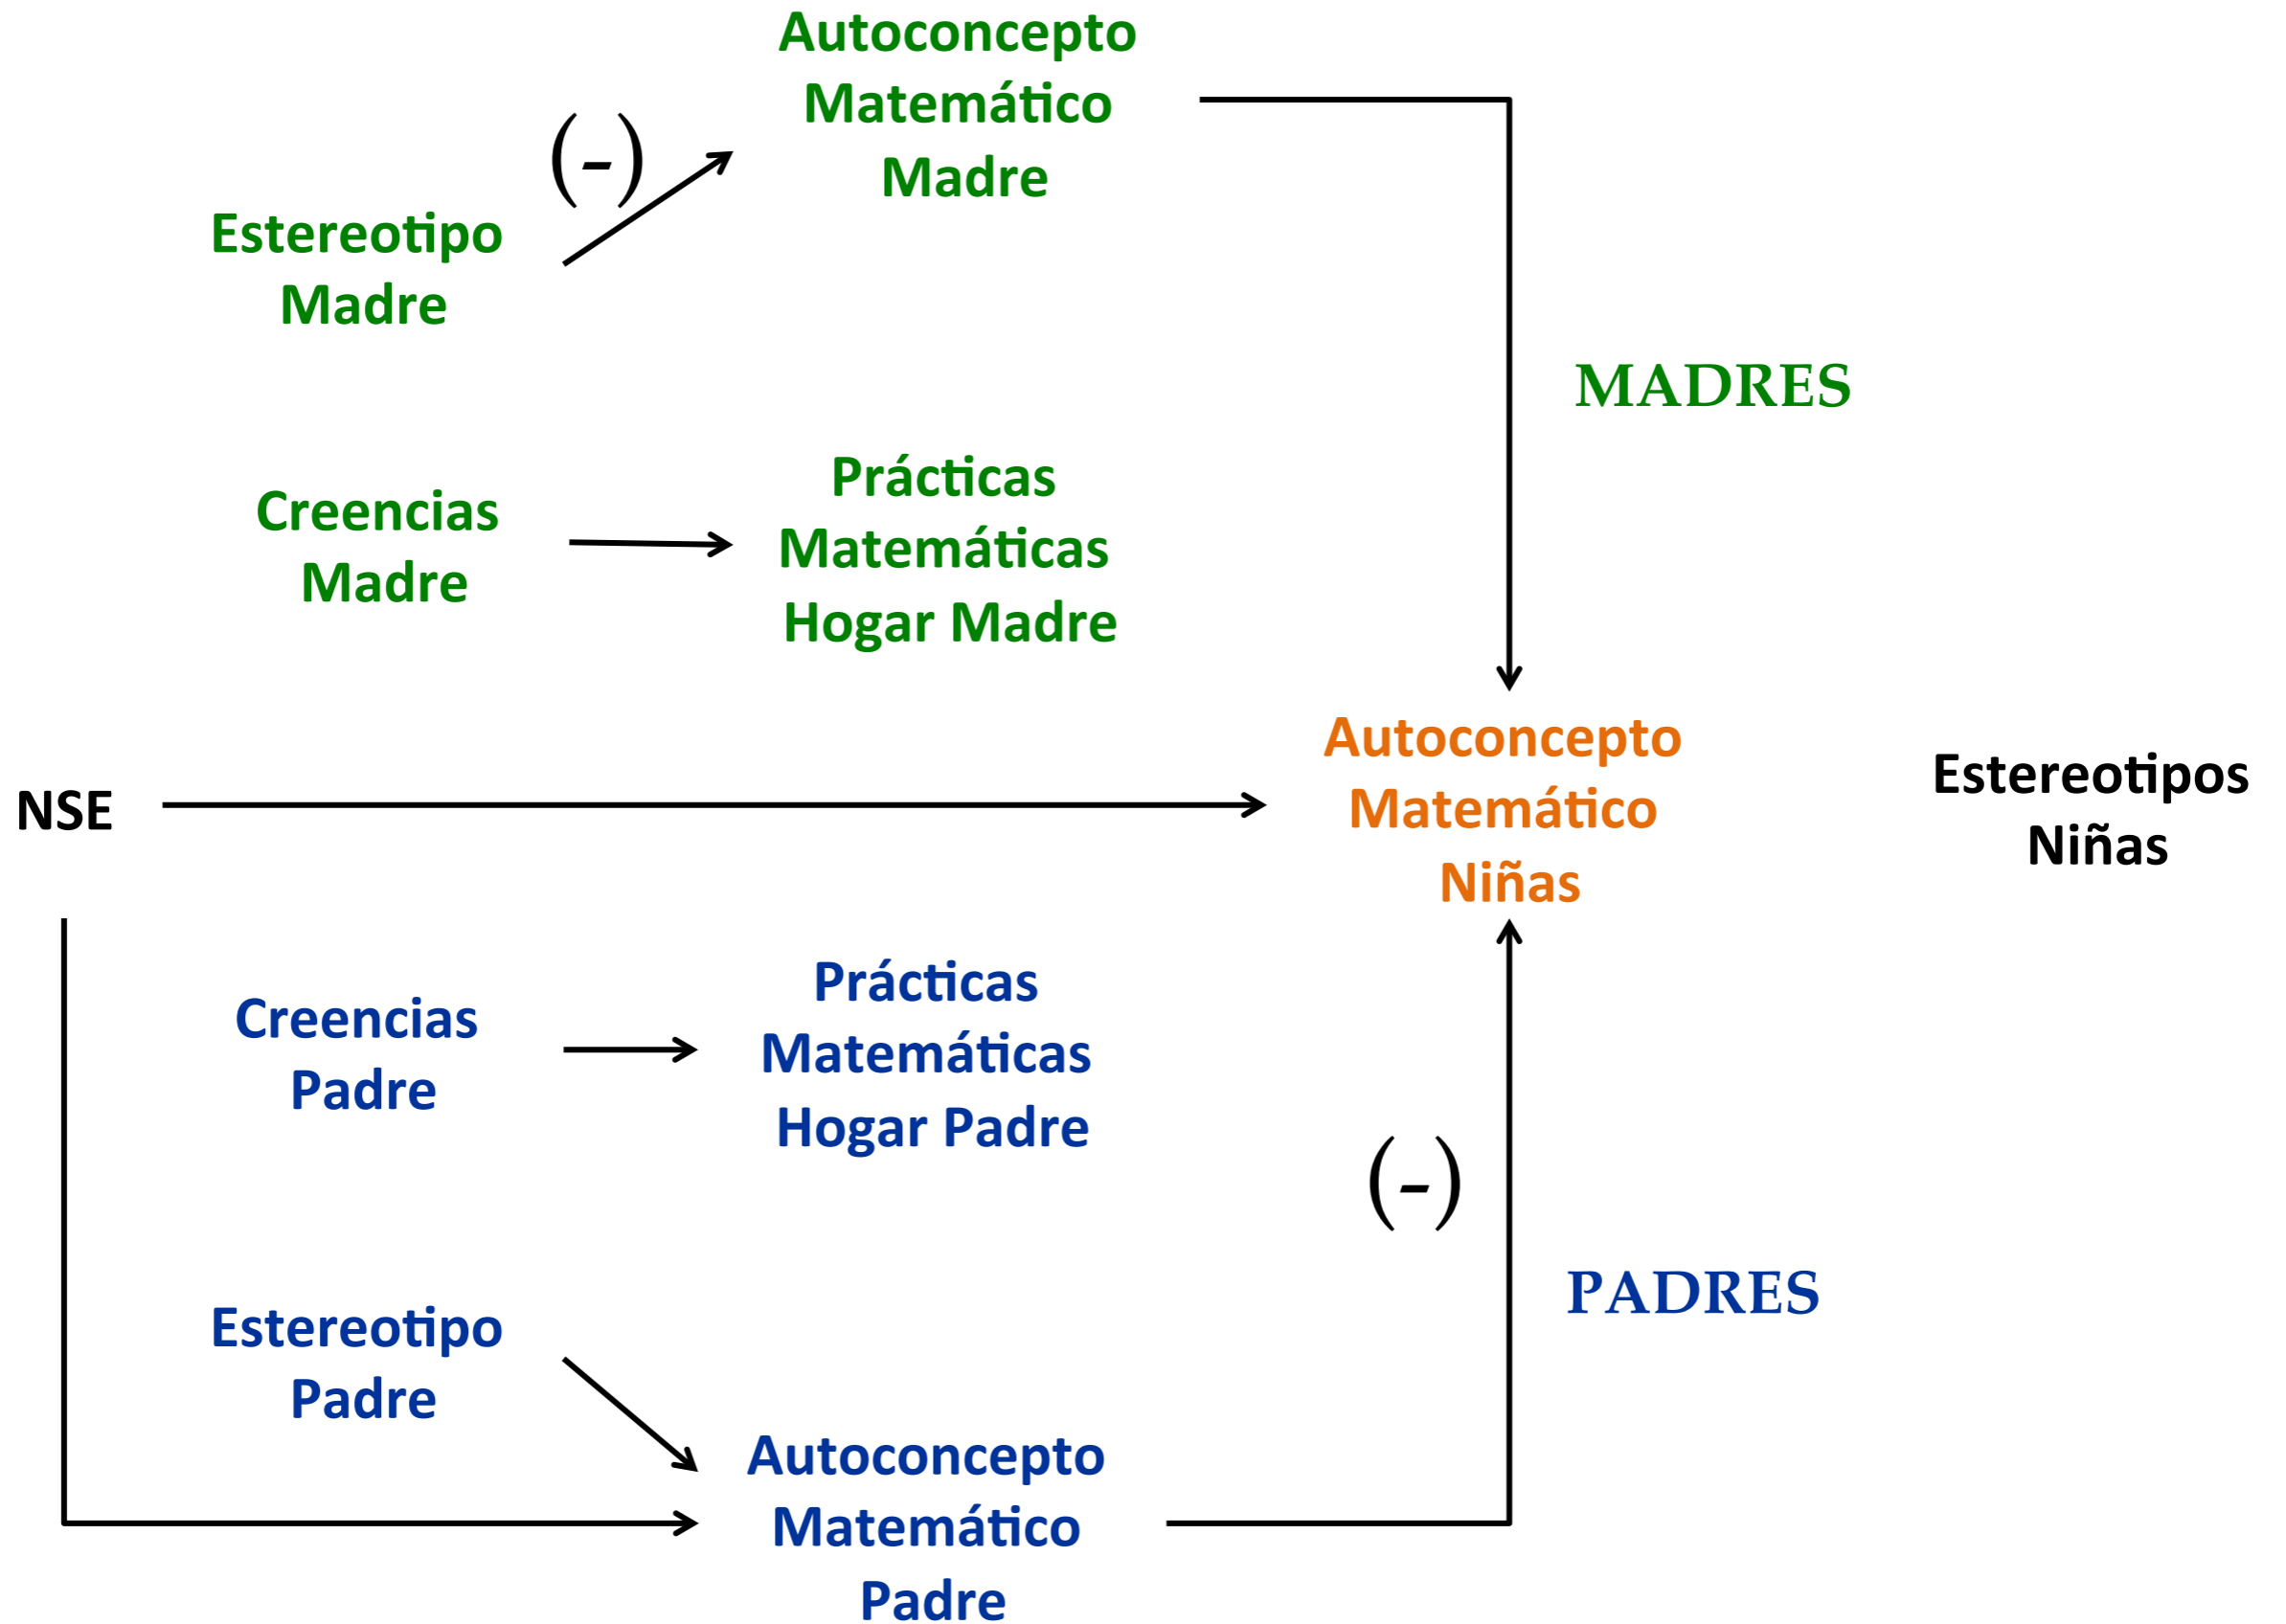 Autoconcepto
Matemático
Madre
(-)
Estereotipo
Madre
MADRES
Creencias
Madre
Prácticas
Matemáticas
Hogar Madre
NSE
Autoconcepto
Matemático
Niñas
Estereotipos
Niñas
Creencias
Padre
Prácticas
Matemáticas
Hogar Padre
(-)
PADRES
Estereotipo
Padre
Autoconcepto
Matemático
Padre